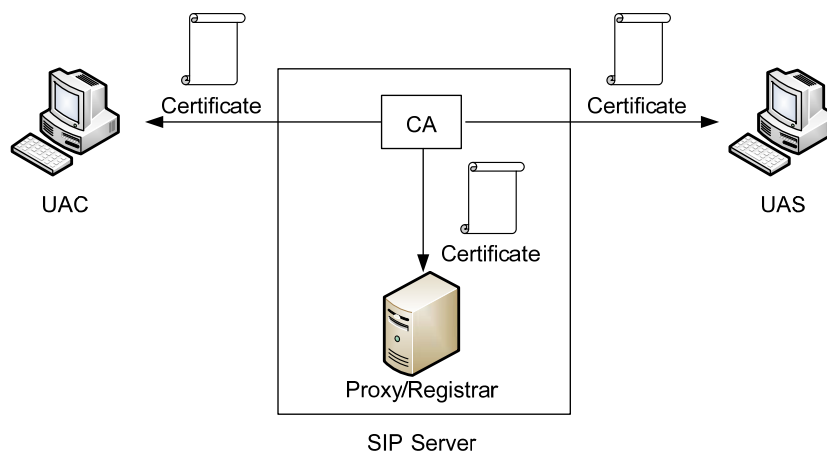 Certificate
Certificate
CA
UAC
UAS
Certificate
Proxy/Registrar
SIP Server